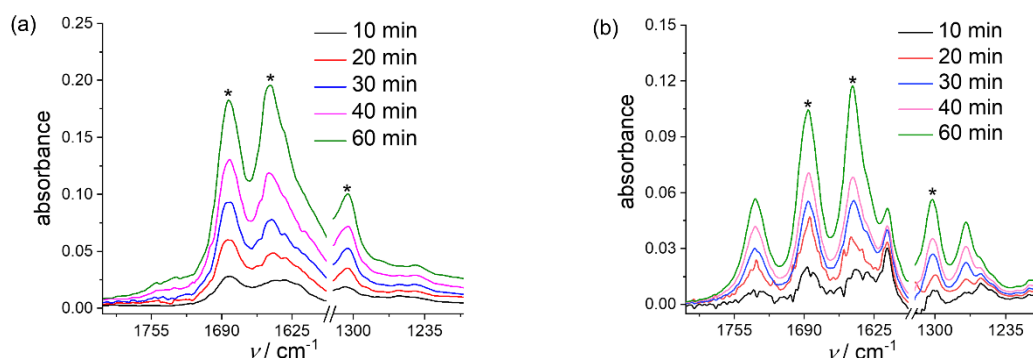 (a)
absorbance
0.25
0.20
0.15
0.10
0.05
0.00
* * *
10 min
20 min
30 min
40 min
60 min
1755 1690 1625 1300 1235
ν / cm⁻¹
(b)
absorbance
0.15
0.12
0.09
0.06
0.03
0.00
* * *
10 min
20 min
30 min
40 min
60 min
1755 1690 1625 1300 1235
ν / cm⁻¹